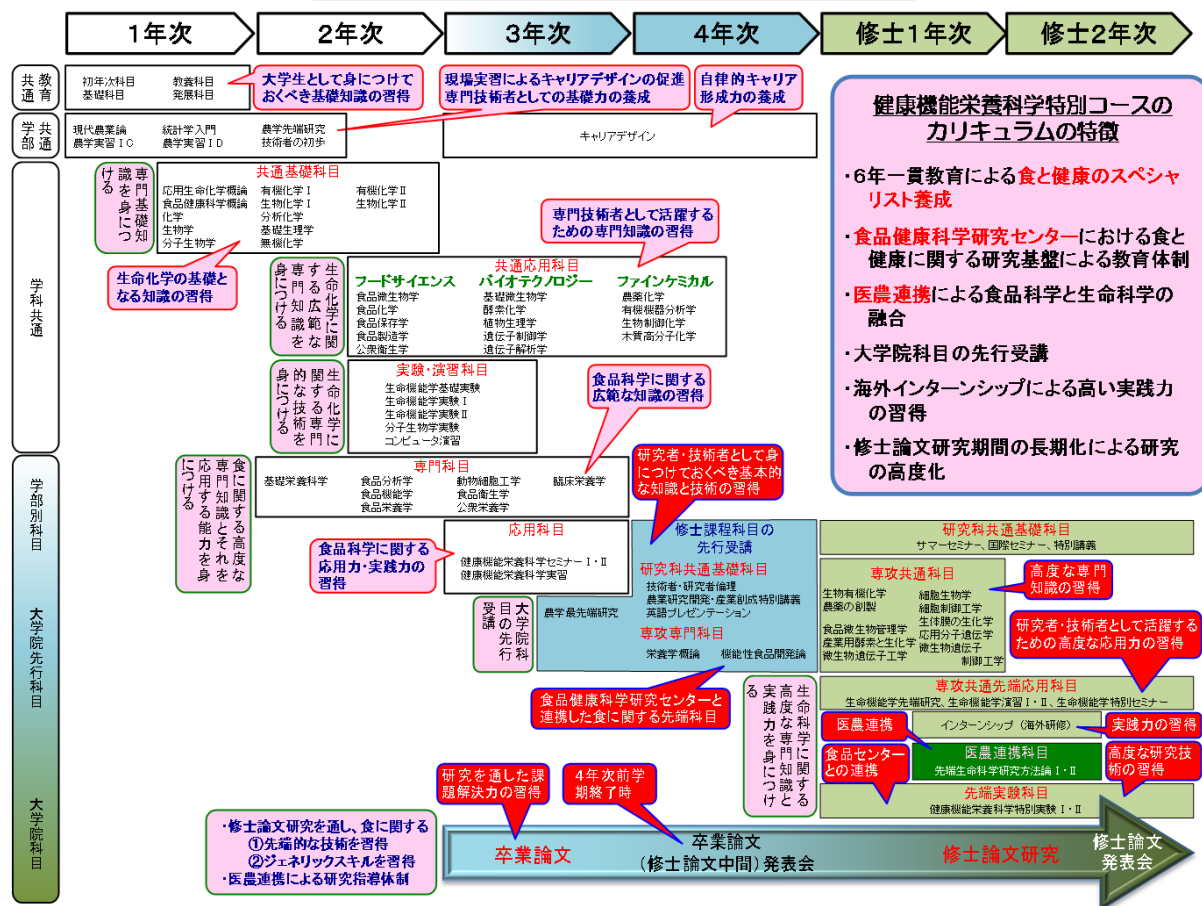 1年次
2年次
3年次
4年次
修士1年次
修士2年次
共通
教育
初年次科目
基礎科目
教養科目
発展科目
大学生として身につけて
おくべき基礎知識の習得
現場実習によるキャリアデザインの促進
専門技術者としての基礎力の養成
自律的キャリア
形成力の養成
学部
共通
現代農業論
農学実習ⅠC
統計学入門
農学実習ⅠD
農学先端研究
技術者の初歩
キャリアデザイン
健康機能栄養科学特別コースの
カリキュラムの特徴
・6年一貫教育による食と健康のスペシャ
リスト養成
・食品健康科学研究センターにおける食と
健康に関する研究基盤による教育体制
・医農連携による食品科学と生命科学の
融合
・大学院科目の先行受講
・海外インターンシップによる高い実践力
の習得
・修士論文研究期間の長期化による研究
の高度化
学科共通
専門基礎知
識を身につ
ける
共通基礎科目
応用生命化学概論
食品健康科学概論
化学
生物学
分子生物学
有機化学Ⅰ
生物化学Ⅰ
分析化学
基礎生理学
無機化学
有機化学Ⅱ
生物化学Ⅱ
生命化学の基礎と
なる知識の習得
専門技術者として活躍する
ための専門知識の習得
生命化学に関
する広範な
専門知識を
身につける
共通応用科目
フードサイエンス
食品微生物学
食品化学
食品保存学
食品製造学
公衆衛生学
バイオテクノロジー
基礎微生物学
酵素化学
植物生理学
遺伝子制御学
遺伝子解析学
ファインケミカル
農薬化学
有機機器分析学
生物制御化学
木質高分子化学
生命化学に
関する専門
的な技術を
身につける
実験・演習科目
生命機能学基礎実験
生命機能学実験Ⅰ
生命機能学実験Ⅱ
分子生物学実験
コンピュータ演習
食品科学に関する
広範な知識の習得
学部別科目
食に関する高度な
専門知識とそれを
応用する能力を身
につける
専門科目
基礎栄養科学
食品分析学
食品機能学
食品栄養学
動物細胞工学
食品衛生学
公衆栄養学
臨床栄養学
研究者・技術者として身
につけておくべき基本的
な知識と技術の習得
食品科学に関する
応用力・実践力の
習得
応用科目
健康機能栄養科学セミナーⅠ・Ⅱ
健康機能栄養科学実習
修士課程科目の
先行受講
研究科共通基礎科目
技術者・研究者倫理
農業研究開発・産業創成特別講義
英語プレゼンテーション
農学最先端研究
専攻専門科目
栄養学概論
機能性食品開発論
大学院先行科目
大学院科
目の先行
受講
食品健康科学研究センターと
連携した食に関する先端科目
研究科共通基礎科目
サマーセミナー、国際セミナー、特別講義
専攻共通科目
生物有機化学
農薬の創製
食品微生物管理学
産業用酵素と生化学
微生物遺伝子工学
細胞生物学
細胞制御工学
生体膜の生化学
応用分子遺伝学
微生物遺伝子
制御工学
高度な専門
知識の習得
研究者・技術者として活躍する
ための高度な応用力の習得
生命科学に関する
高度な専門知識と
実践力を身につけ
る
専攻共通先端応用科目
生命機能学先端研究、生命機能学演習Ⅰ・Ⅱ、生命機能学特別セミナー
医農連携
インターンシップ(海外研修)
実践力の習得
食品センター
との連携
医農連携科目
先端生命科学研究方法論Ⅰ・Ⅱ
高度な研究技
術の習得
先端実験科目
健康機能栄養科学特別実験Ⅰ・Ⅱ
大学院科目
研究を通した課
題解決力の習得
4年次前学
期終了時
・修士論文研究を通し、食に関する
①先端的な技術を習得
②ジェネリックスキルを習得
・医農連携による研究指導体制
卒業論文
卒業論文
(修士論文中間)発表会
修士論文研究
修士論文
発表会